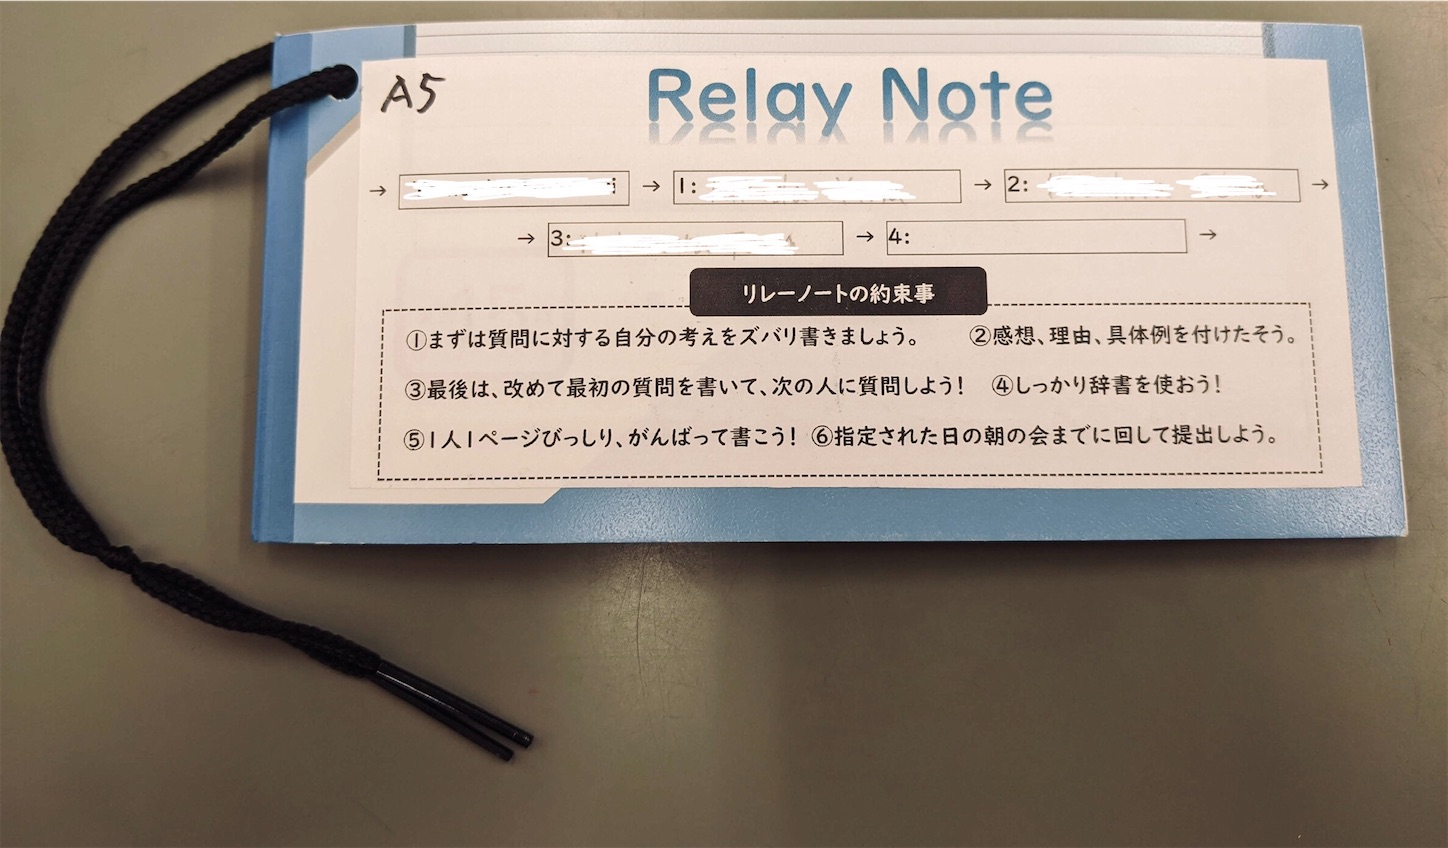 A5
Relay Note
→ → 1: → 2: →
→ 3: → 4: →
リレーノートの約束事
①まずは質問に対する自分の考えをズバリ書きましょう。 ②感想、理由、具体例を付けたそう。
③最後は、改めて最初の質問を書いて、次の人に質問しよう! ④しっかり辞書を使おう!
⑤1人1ページびっしり、がんばって書こう! ⑥指定された日の朝の会までに回して提出しよう。